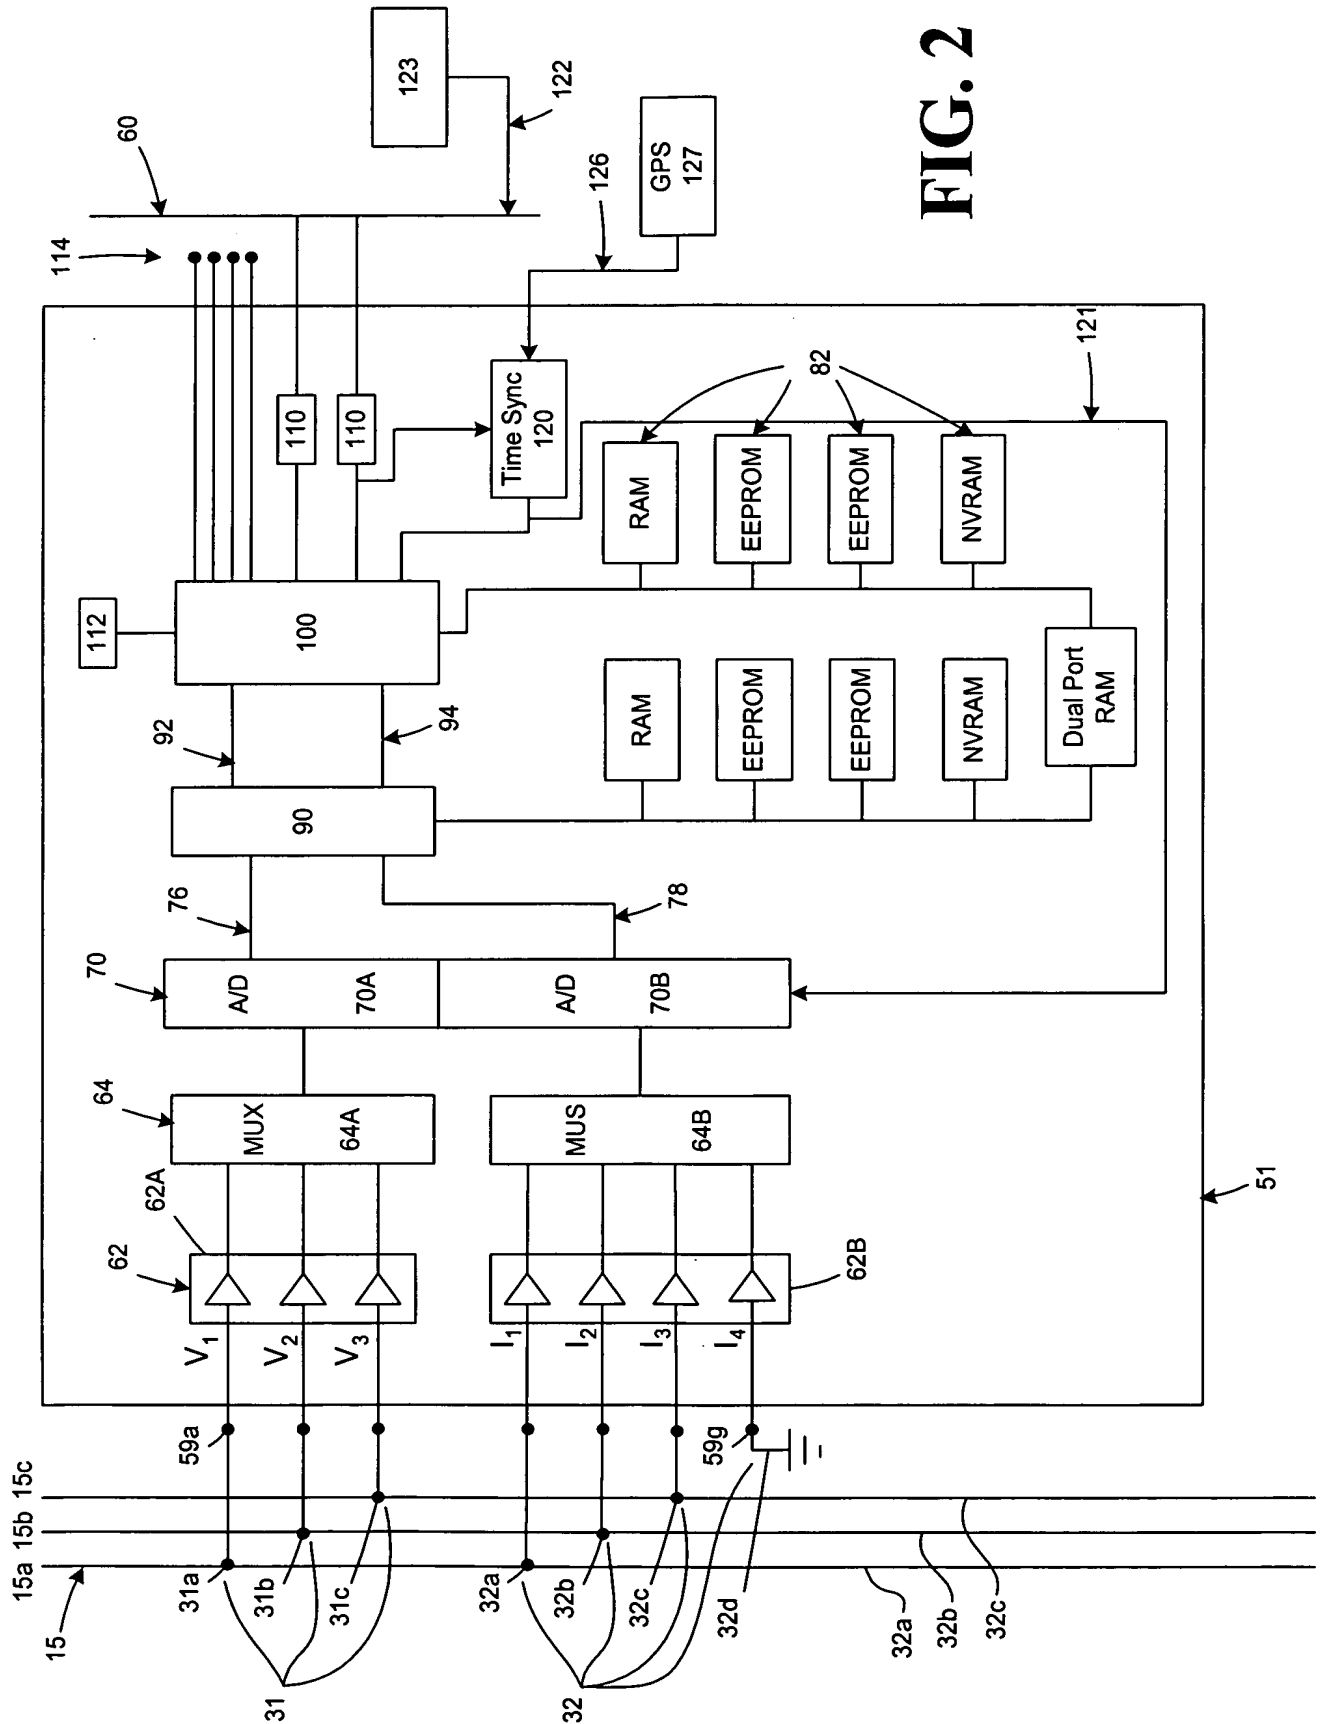 15
15a
15b
15c
31
31a
31b
31c
32
32a
32b
32c
32d
32a
32b
32c
59a
59g
V1
V2
V3
I1
I2
I3
I4
62
62A
62B
64
MUX
64A
MUS
64B
70
A/D
70A
A/D
70B
76
78
90
92
94
100
112
110
110
114
60
123
122
126
GPS
127
Time Sync
120
121
82
RAM
EEPROM
EEPROM
NVRAM
RAM
EEPROM
EEPROM
NVRAM
Dual Port
RAM
51
FIG. 2